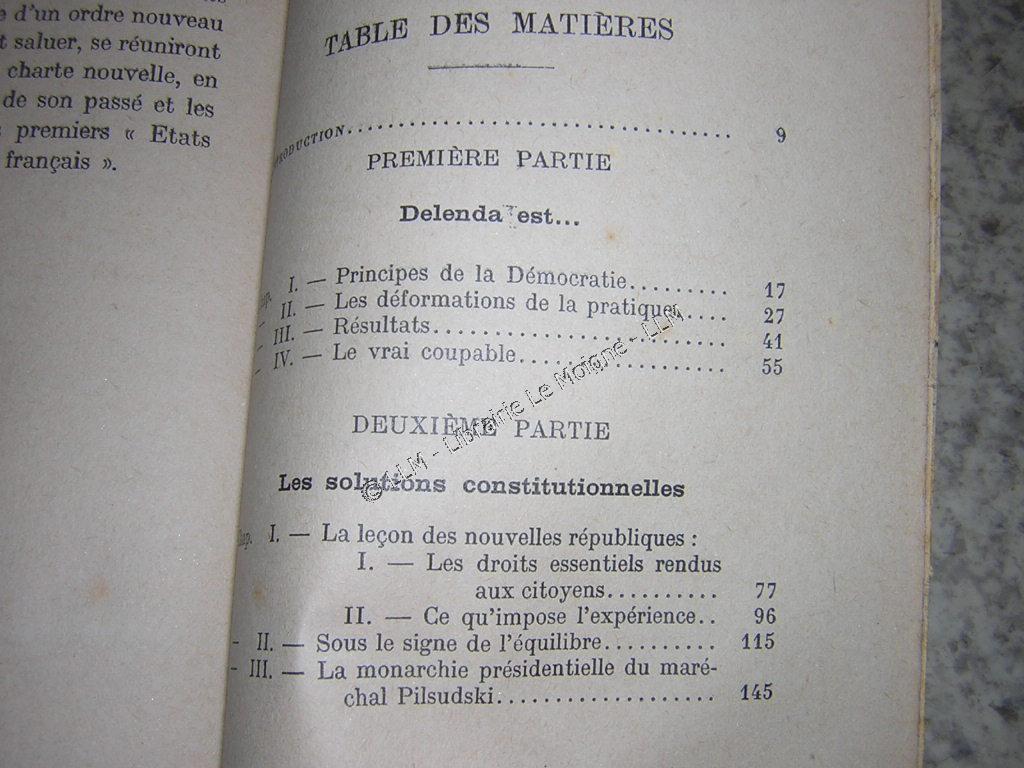 d'un ordre nouveau
saluer, se réuniront
charte nouvelle, en
de son passé et les
premiers « Etats
français ».
TABLE DES MATIÈRES
9
PREMIÈRE PARTIE
Delenda est...
I. — Principes de la Démocratie......... 17
II. — Les déformations de la pratique..... 27
III. — Résultats........................ 41
IV. — Le vrai coupable.................. 55
DEUXIÈME PARTIE
Les solutions constitutionnelles
I. — La leçon des nouvelles républiques :
I. — Les droits essentiels rendus
aux citoyens.......... 77
II. — Ce qu'impose l'expérience.. 96
- II. — Sous le signe de l'équilibre.......... 115
- III. — La monarchie présidentielle du maré-
chal Pilsudski.................. 145
© LLM - Librairie Le Moigne - LLM